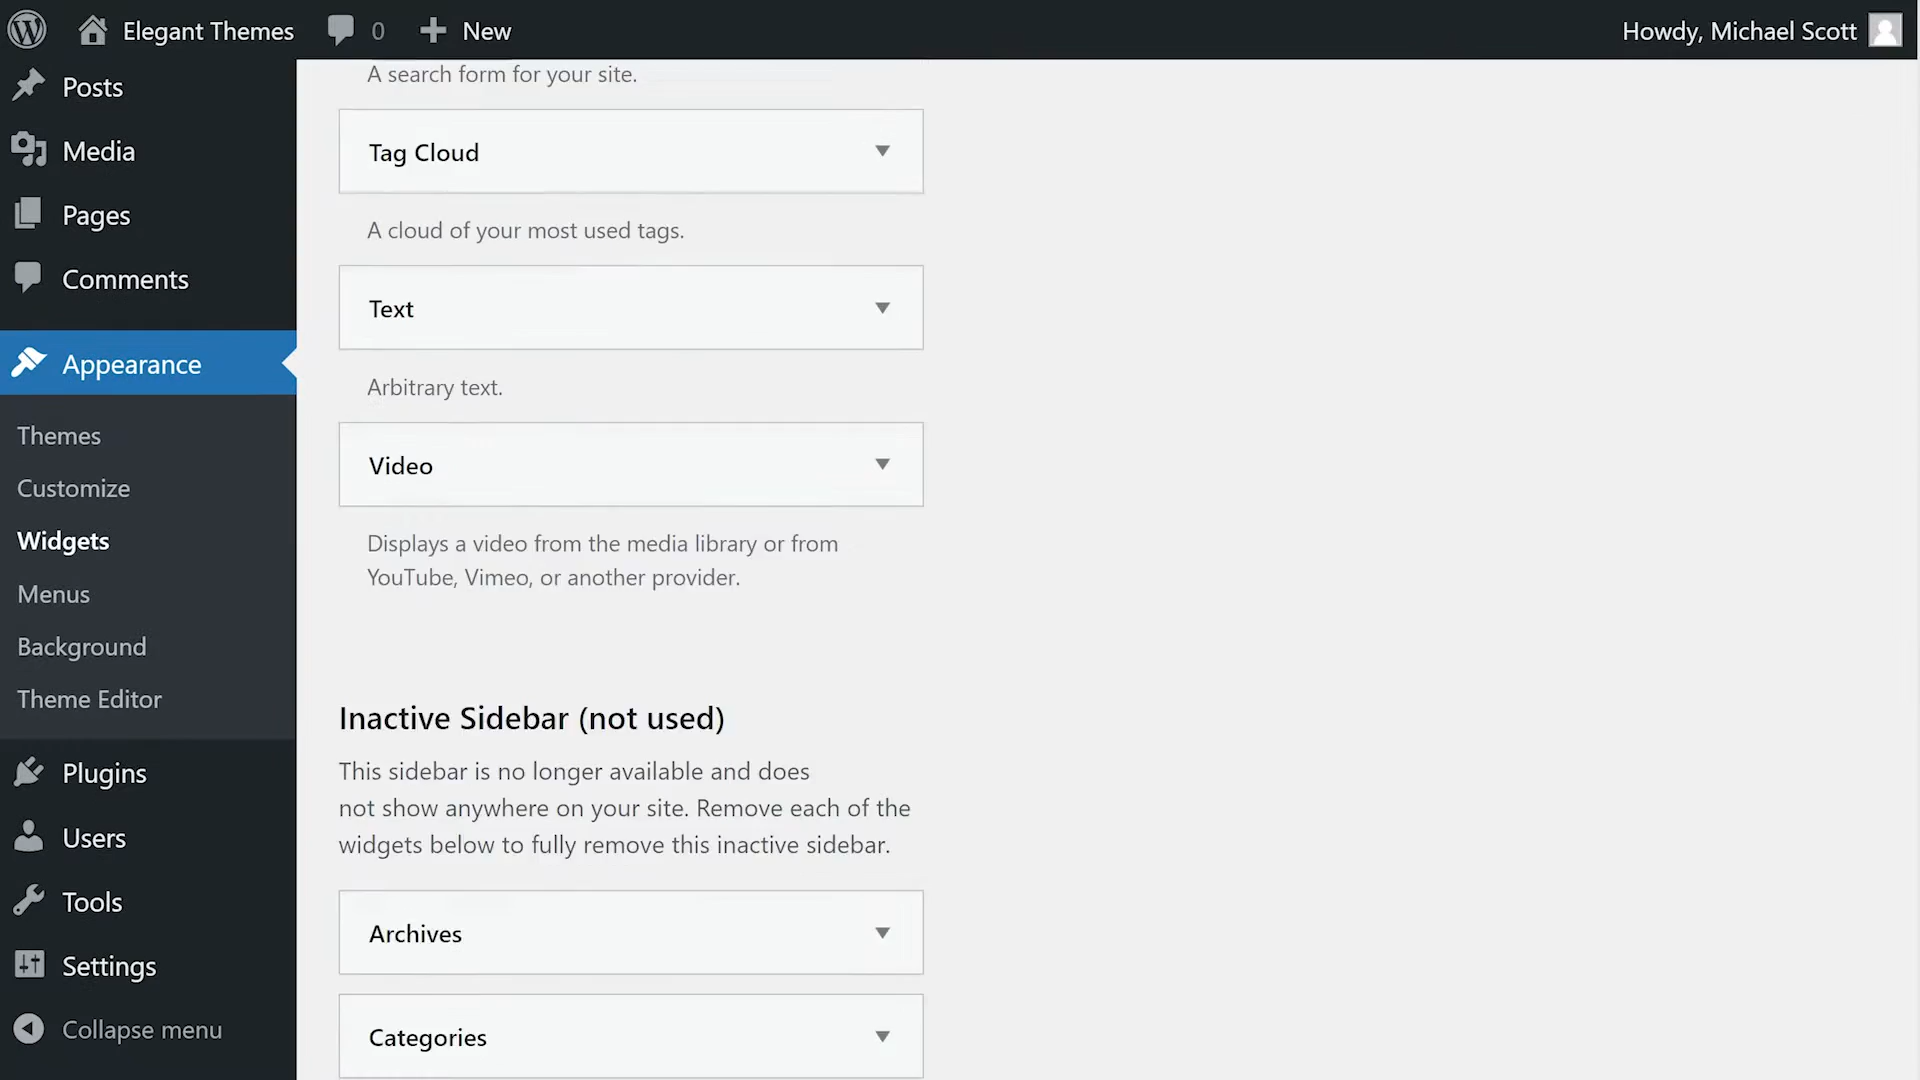 Elegant Themes
0
New
Howdy, Michael Scott
Posts
Media
Pages
Comments
Appearance
Themes
Customize
Widgets
Menus
Background
Theme Editor
Plugins
Users
Tools
Settings
Collapse menu
A search form for your site.
Tag Cloud
A cloud of your most used tags.
Text
Arbitrary text.
Video
Displays a video from the media library or from
YouTube, Vimeo, or another provider.
Inactive Sidebar (not used)
This sidebar is no longer available and does
not show anywhere on your site. Remove each of the
widgets below to fully remove this inactive sidebar.
Archives
Categories